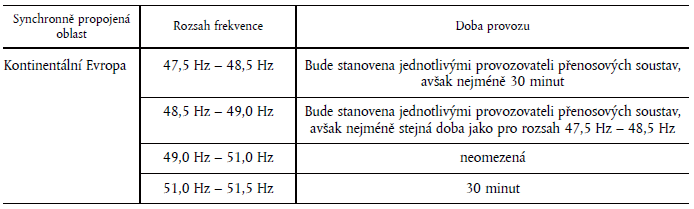 Synchronně propojená
oblast
Rozsah frekvence
Doba provozu
Kontinentální Evropa
47,5 Hz – 48,5 Hz
Bude stanovena jednotlivými provozovateli přenosových soustav,
avšak nejméně 30 minut
48,5 Hz – 49,0 Hz
Bude stanovena jednotlivými provozovateli přenosových soustav,
avšak nejméně stejná doba jako pro rozsah 47,5 Hz – 48,5 Hz
49,0 Hz – 51,0 Hz
neomezená
51,0 Hz – 51,5 Hz
30 minut